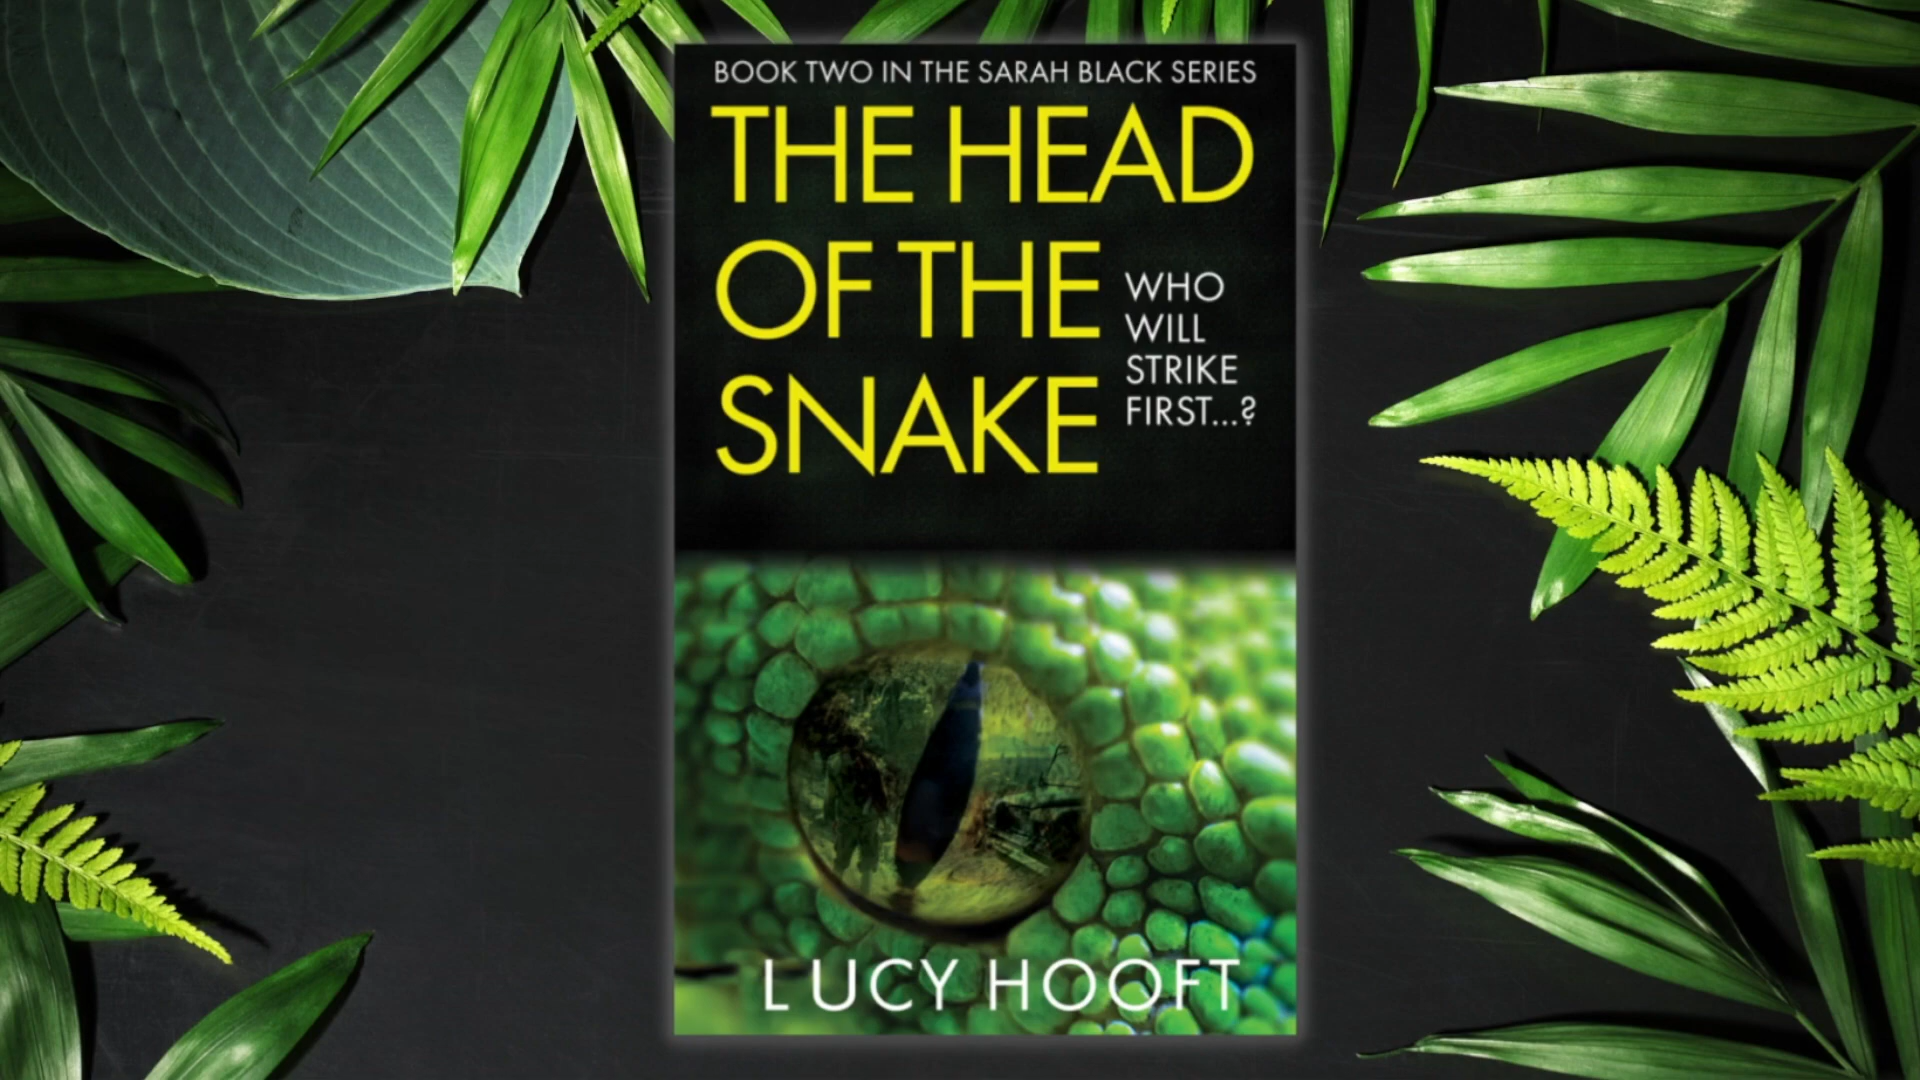 BOOK TWO IN THE SARAH BLACK SERIES
THE HEAD
OF THE
SNAKE
WHO
WILL
STRIKE
FIRST...?
LUCY HOOFT